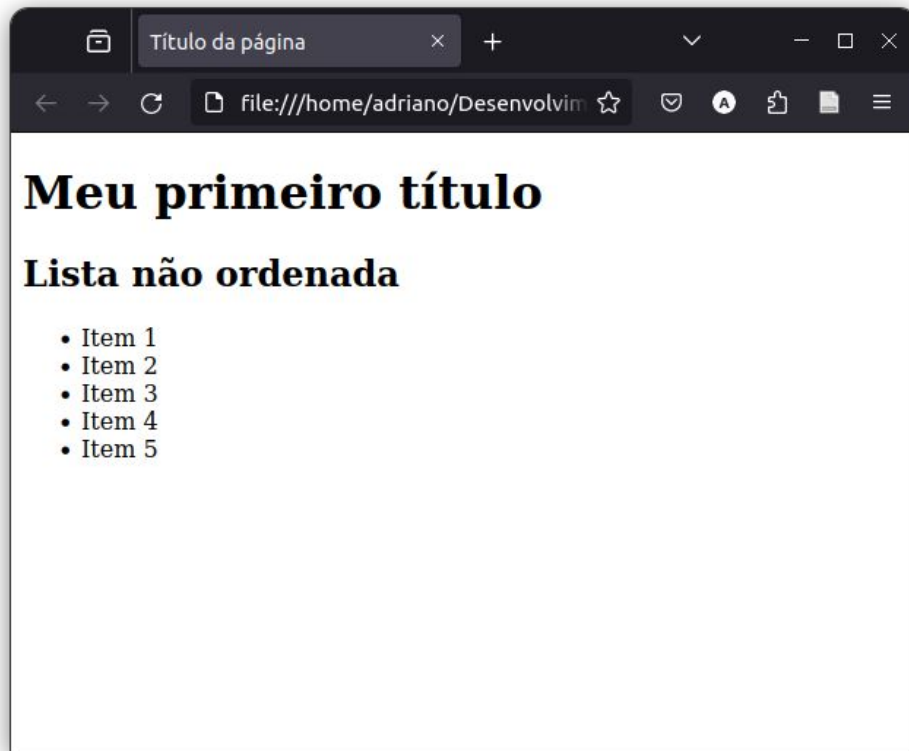 Título da página
file:///home/adriano/Desenvolvim
A
Meu primeiro título
Lista não ordenada
• Item 1
• Item 2
• Item 3
• Item 4
• Item 5